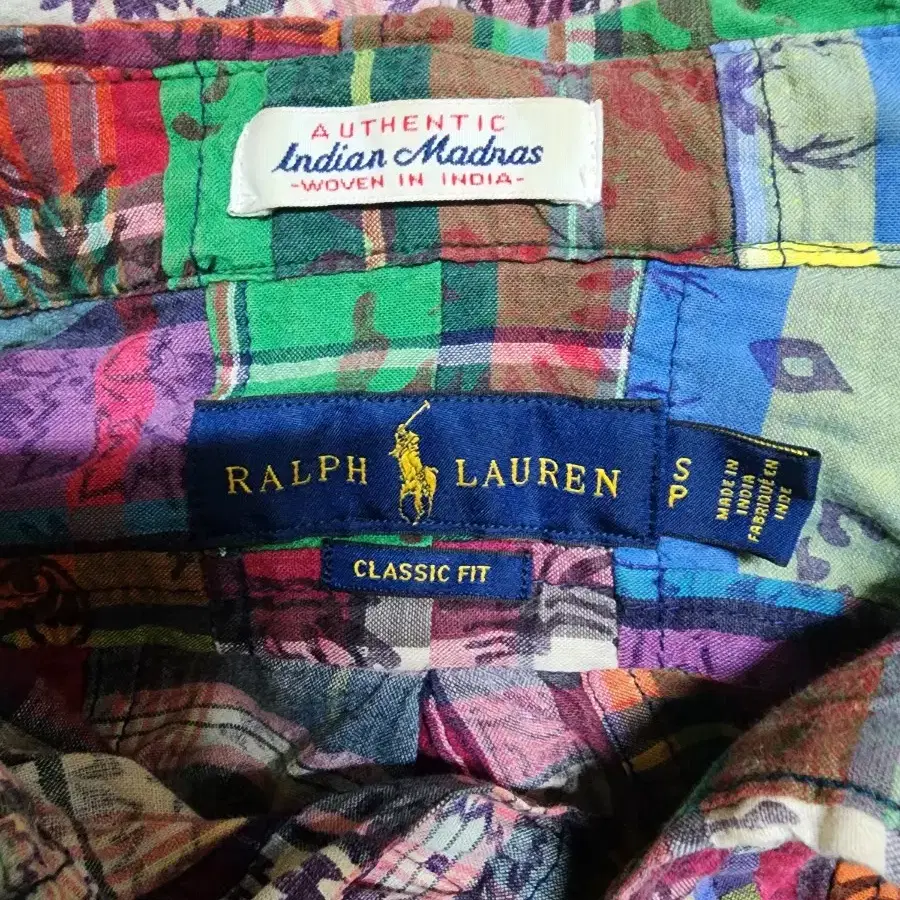 AUTHENTIC
Indian Madras
-WOVEN IN INDIA-
RALPH LAUREN
S
P
MADE IN
INDIA
FABRIQUÉ EN
INDE
CLASSIC FIT